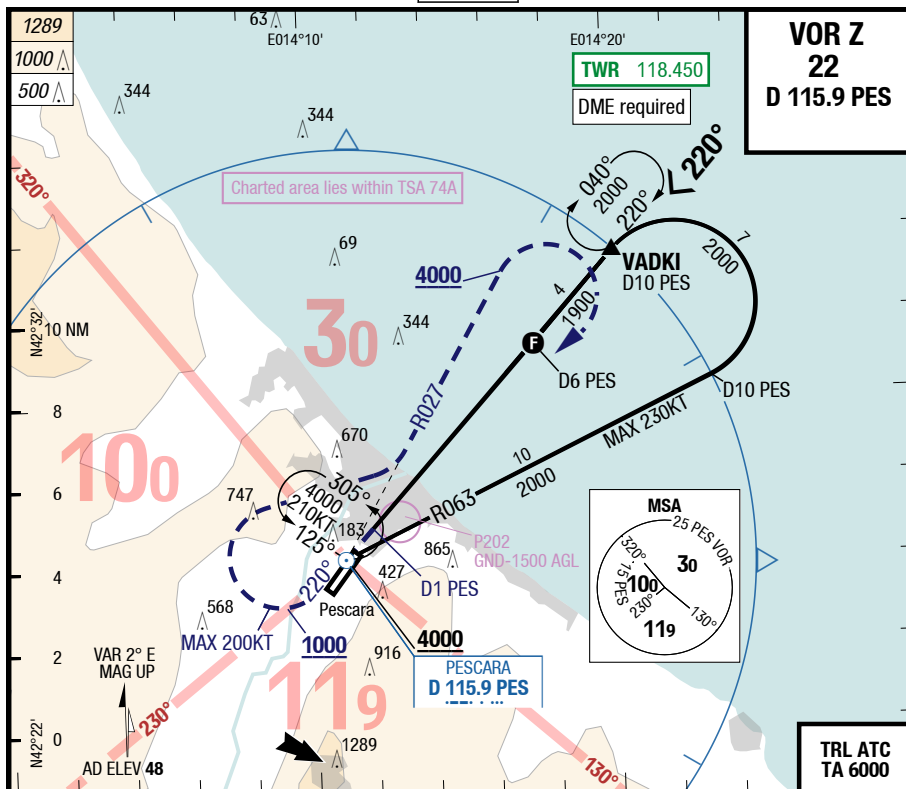 1289
1000
500
63
E014°10'
E014°20'
TWR 118.450
DME required
VOR Z
22
D 115.9 PES
344
344
320°
Charted area lies within TSA 74A
040°
2000
220°
220°
69
4000
VADKI
D10 PES
7
2000
4
1900
N42°32'
10 NM
30
344
F
D6 PES
D10 PES
R027
MAX 230KT
8
100
670
10
2000
6
747
305°
4000
210KT
125°
183
R063
P202
GND-1500 AGL
865
4
220°
427
D1 PES
MSA
25 PES VOR
320°
30
15 PES
100
230°
130°
119
568
Pescara
MAX 200KT
1000
4000
PESCARA
D 115.9 PES
2
VAR 2° E
MAG UP
916
119
230°
N42°22'
0
1289
AD ELEV 48
130°
TRL ATC
TA 6000